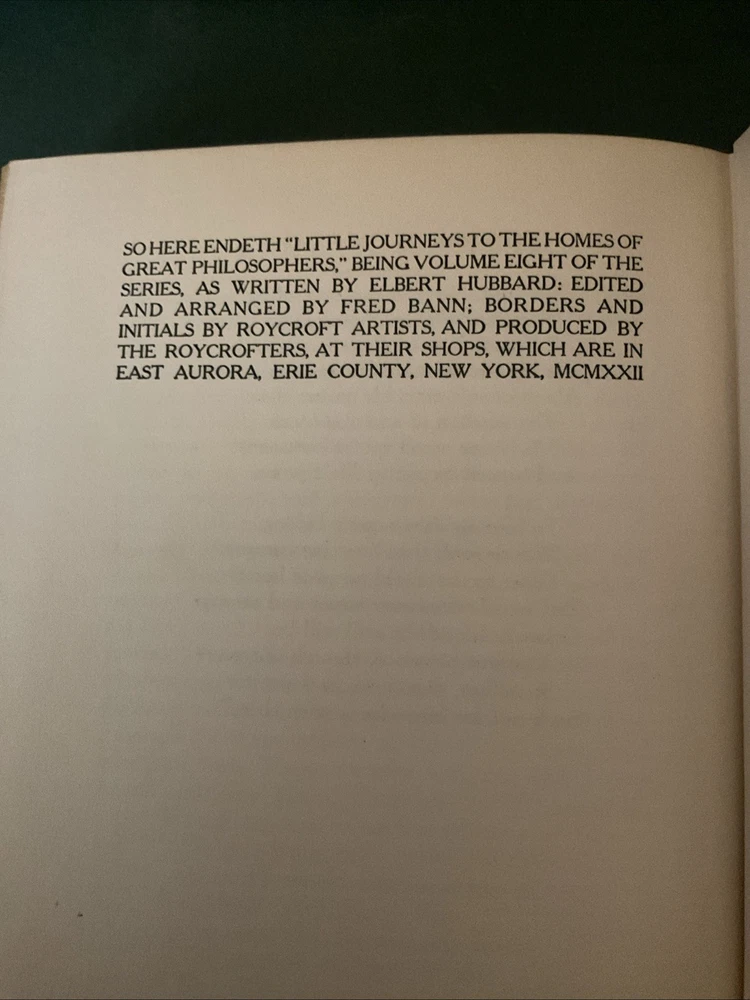 SO HERE ENDETH "LITTLE JOURNEYS TO THE HOMES OF
GREAT PHILOSOPHERS," BEING VOLUME EIGHT OF THE
SERIES, AS WRITTEN BY ELBERT HUBBARD: EDITED
AND ARRANGED BY FRED BANN; BORDERS AND
INITIALS BY ROYCROFT ARTISTS, AND PRODUCED BY
THE ROYCROFTERS, AT THEIR SHOPS, WHICH ARE IN
EAST AURORA, ERIE COUNTY, NEW YORK, MCMXXII